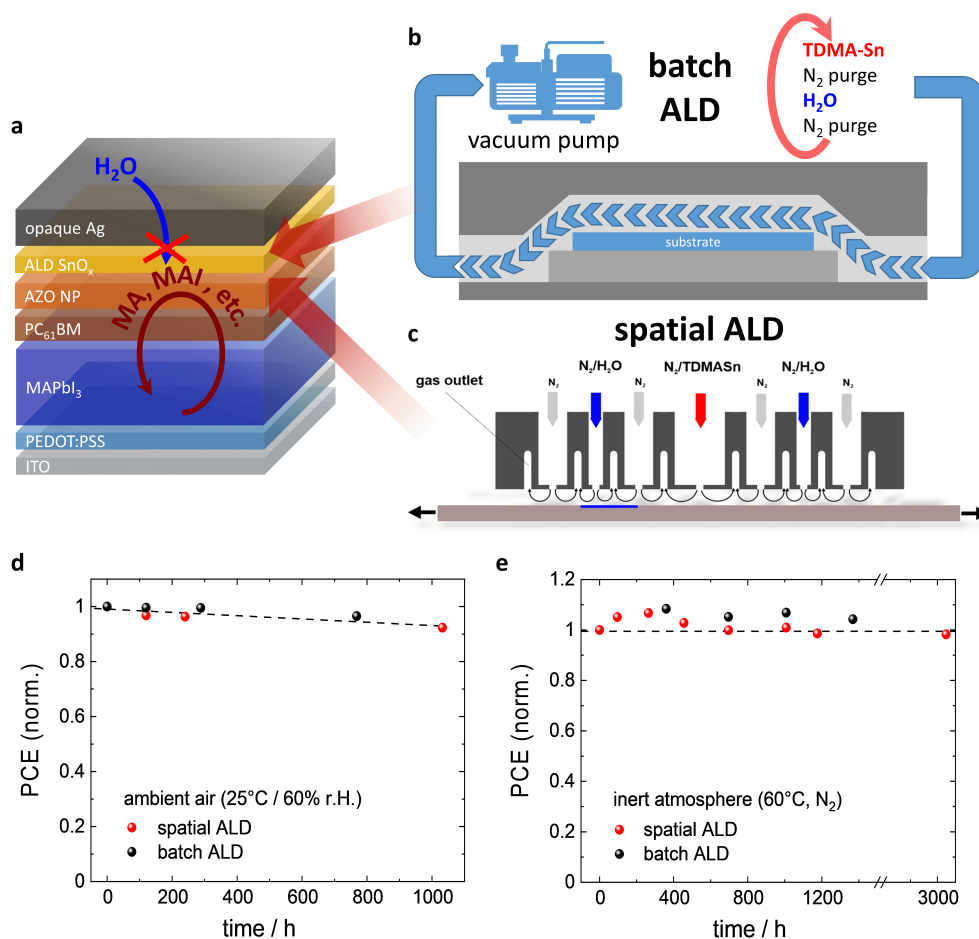 a
H₂O
opaque Ag
ALD SnOₓ
MA, MAI, etc.
AZO NP
PC₆₁BM
MAPbI₃
PEDOT:PSS
ITO
b
batch
ALD
vacuum pump
TDMA-Sn
N₂ purge
H₂O
N₂ purge
substrate
spatial ALD
c
gas outlet
N₂
N₂/H₂O
N₂
N₂/TDMASn
N₂
N₂/H₂O
N₂
d
PCE (norm.)
1
0.8
0.6
0.4
0.2
0
ambient air (25°C / 60% r.H.)
spatial ALD
batch ALD
0 200 400 600 800 1000
time / h
e
PCE (norm.)
1.2
1
0.8
0.6
0.4
0.2
0
inert atmosphere (60°C, N₂)
spatial ALD
batch ALD
0 400 800 1200 3000
time / h